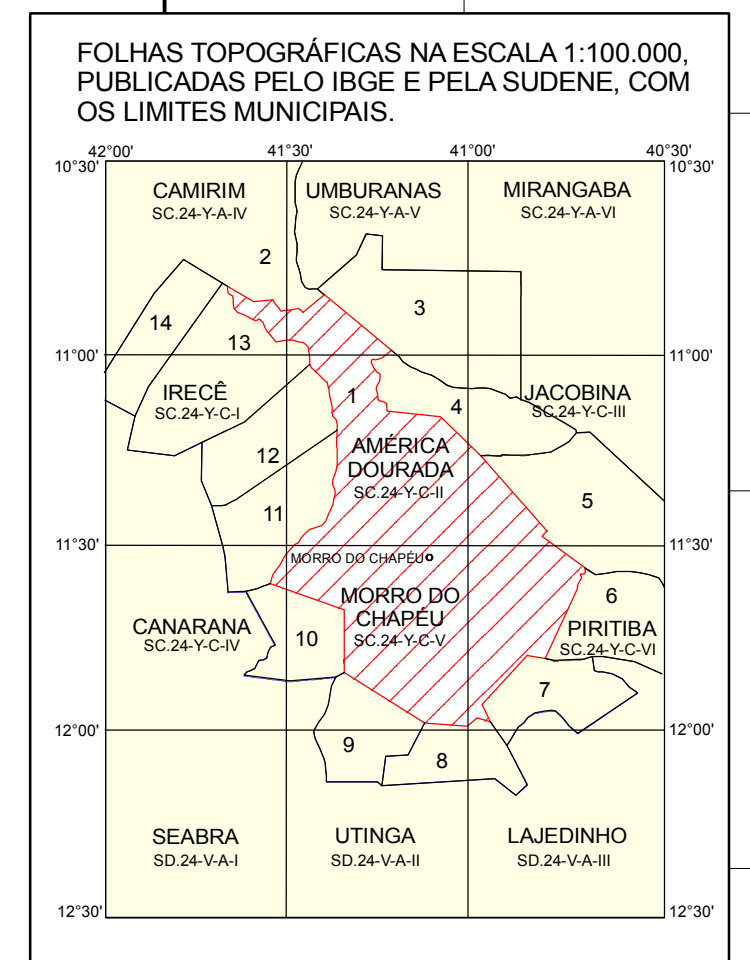 FOLHAS TOPOGRÁFICAS NA ESCALA 1:100.000,
PUBLICADAS PELO IBGE E PELA SUDENE, COM
OS LIMITES MUNICIPAIS.
42°00' 41°30' 41°00' 40°30'
10°30' 10°30'
CAMIRIM UMBURANAS MIRANGABA
SC.24-Y-A-IV SC.24-Y-A-V SC.24-Y-A-VI
2
3
14
13
11°00' 11°00'
IRECÊ 1 JACOBINA
SC.24-Y-C-I 4 SC.24-Y-C-III
AMÉRICA
DOURADA
12
SC.24-Y-C-II
5
11
11°30' 11°30'
MORRO DO CHAPÉU
MORRO DO
CHAPÉU
6
CANARANA 10 PIRITIBA
SC.24-Y-C-IV SC.24-Y-C-V SC.24-Y-C-VI
7
12°00' 12°00'
9
8
SEABRA UTINGA LAJEDINHO
SD.24-V-A-I SD.24-V-A-II SD.24-V-A-III
12°30' 12°30'